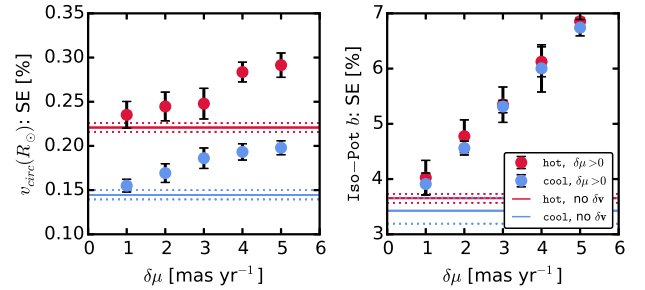 0.35
0.30
0.25
0.20
0.15
0.10
v_circ(R_☉): SE [%]
0 1 2 3 4 5 6
δμ [mas yr⁻¹]
7
6
5
4
3
Iso-Pot b: SE [%]
hot, δμ>0
cool, δμ>0
hot, no δv
cool, no δv
0 1 2 3 4 5 6
δμ [mas yr⁻¹]